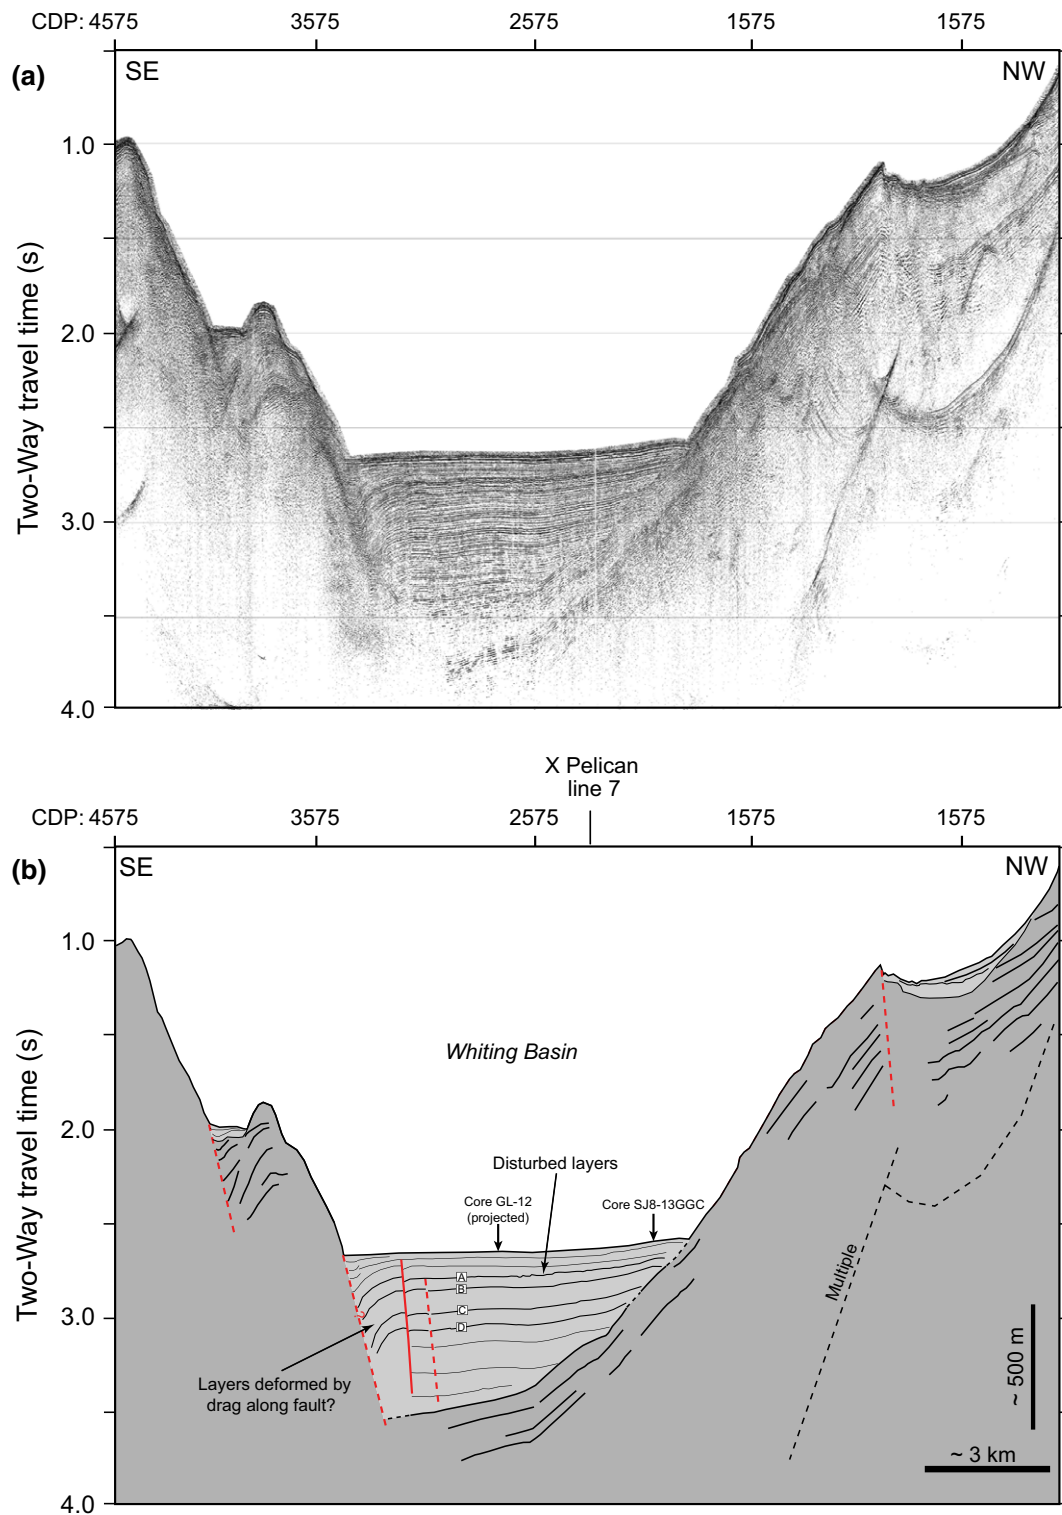 CDP: 4575 3575 2575 1575 1575
(a)
SE NW
1.0
2.0
3.0
4.0
Two-Way travel time (s)
X Pelican
line 7
CDP: 4575 3575 2575 1575 1575
(b)
SE NW
1.0
2.0
3.0
4.0
Two-Way travel time (s)
Whiting Basin
Disturbed layers
Core GL-12
(projected)
Core SJ8-13GGC
A
B
C
D
Layers deformed by
drag along fault?
Multiple
~ 500 m
~ 3 km